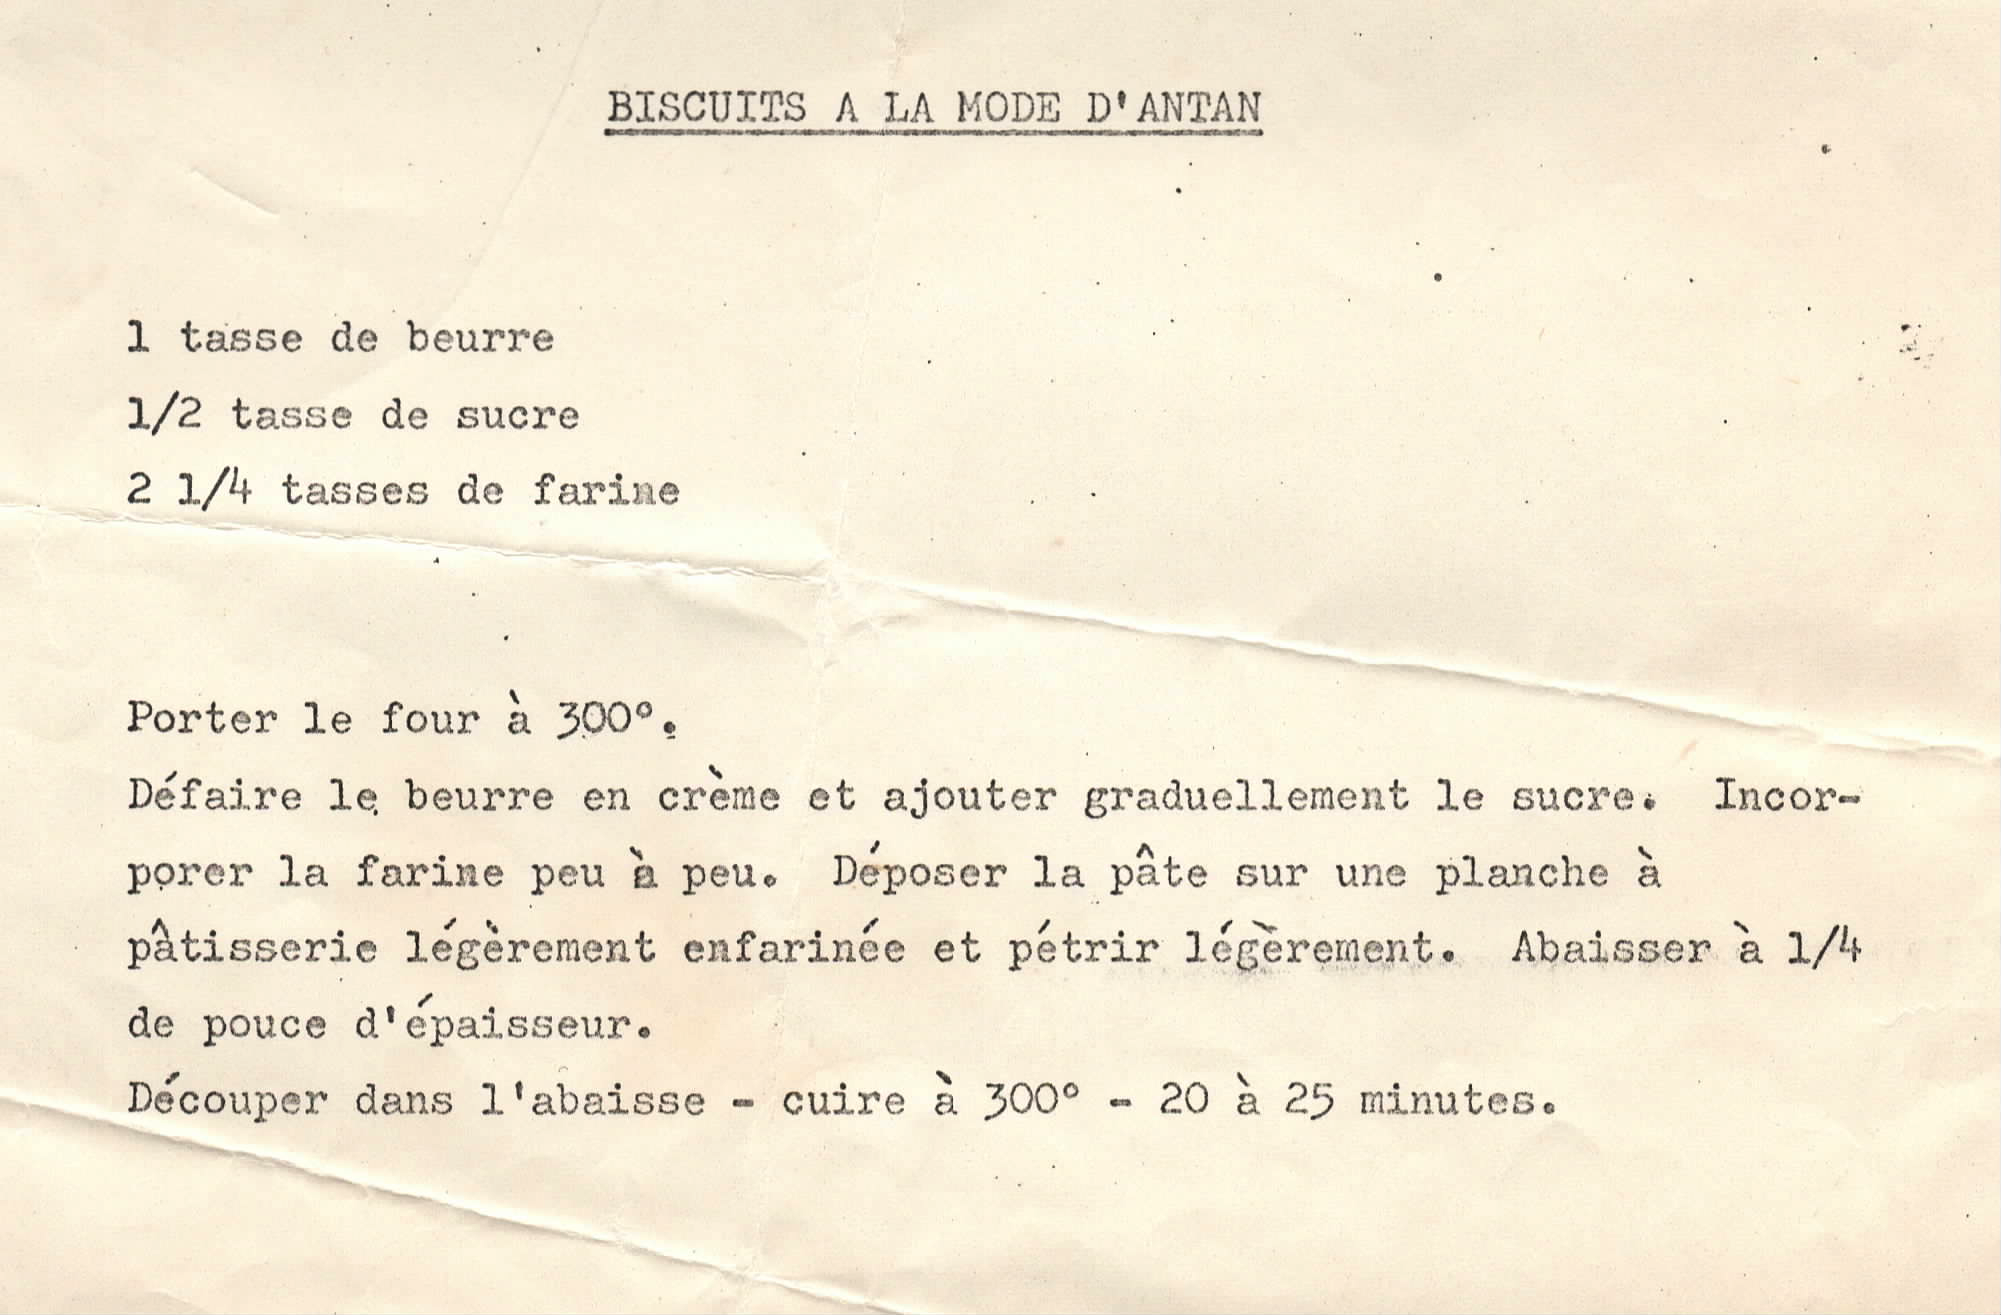 BISCUITS A LA MODE D'ANTAN
1 tasse de beurre
1/2 tasse de sucre
2 1/4 tasses de farine
Porter le four à 300°.
Défaire le beurre en crème et ajouter graduellement le sucre. Incor-
porer la farine peu à peu. Déposer la pâte sur une planche à
pâtisserie légèrement enfarinée et pétrir légèrement. Abaisser à 1/4
de pouce d'épaisseur.
Découper dans l'abaisse - cuire à 300° - 20 à 25 minutes.